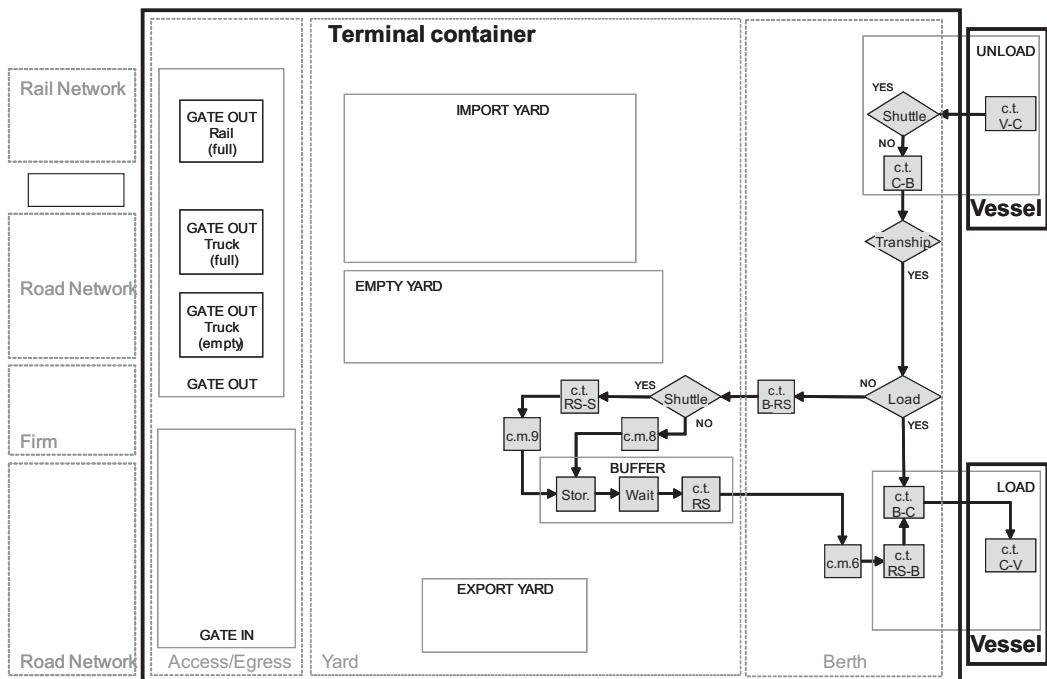 Terminal container
Rail Network
Road Network
Firm
Road Network
GATE OUT
Rail
(full)
GATE OUT
Truck
(full)
GATE OUT
Truck
(empty)
GATE OUT
GATE IN
Access/Egress
IMPORT YARD
EMPTY YARD
c.t.
RS-S
YES
Shuttle
NO
c.m.9
c.m.8
BUFFER
Stor.
Wait
c.t.
RS
EXPORT YARD
Yard
UNLOAD
YES
Shuttle
NO
c.t.
V-C
c.t.
C-B
Vessel
Tranship
YES
c.t.
B-RS
NO
Load
YES
LOAD
c.t.
B-C
c.m.6
c.t.
RS-B
c.t.
C-V
Vessel
Berth